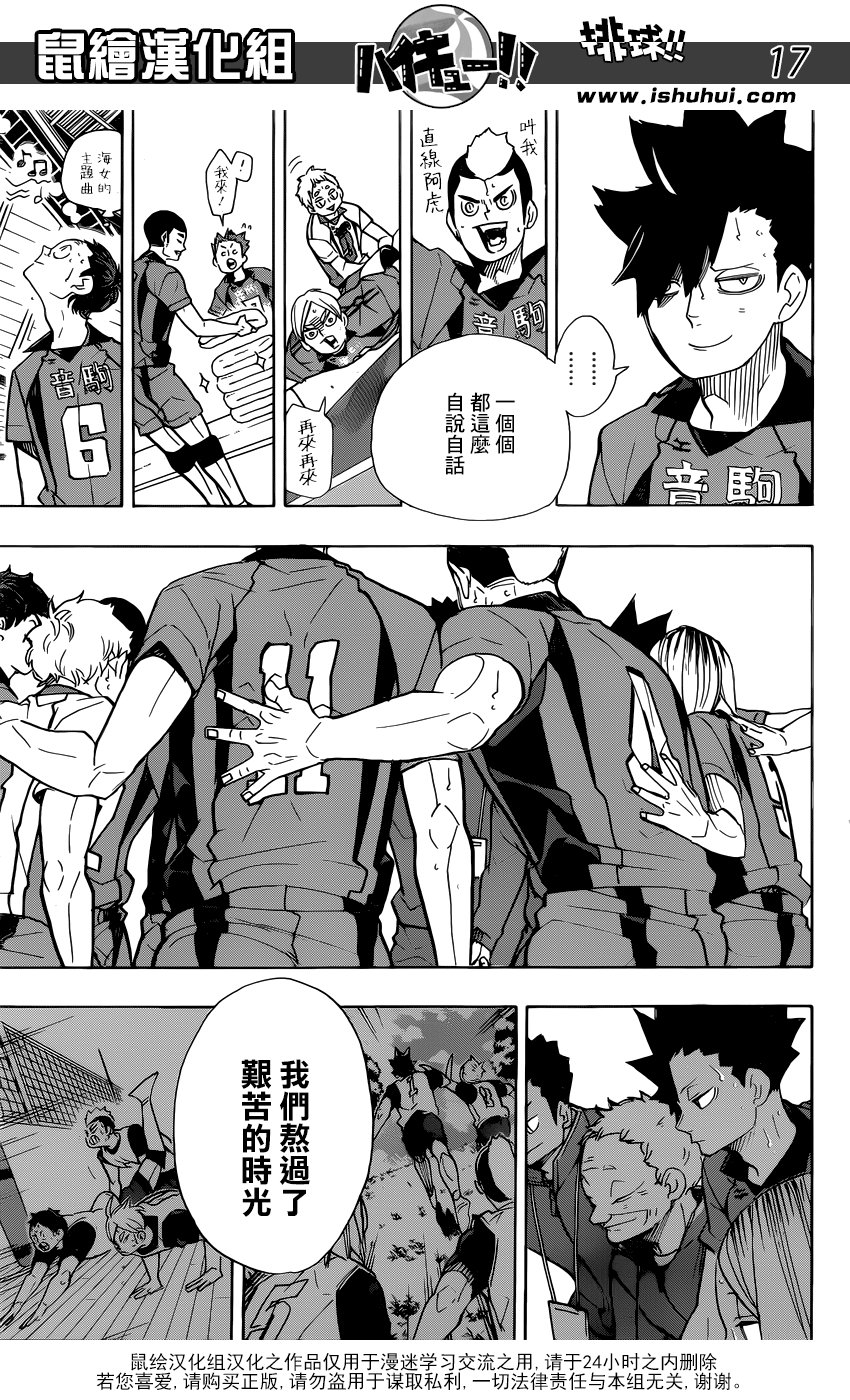 鼠繪漢化組
ハイキュー!!
排球!!
17
www.ishuhui.com
………
音駒
叫我
直線阿虎
音駒
一個個
都這麼
自說自話
再來再來
!
我來!
海女的
主題曲
音駒
6
11
我們熬過了
艱苦的時光
鼠绘汉化组汉化之作品仅用于漫迷学习交流之用,请于24小时之内删除
若您喜爱,请购买正版,请勿盗用于谋取私利,一切法律责任与本组无关,谢谢。